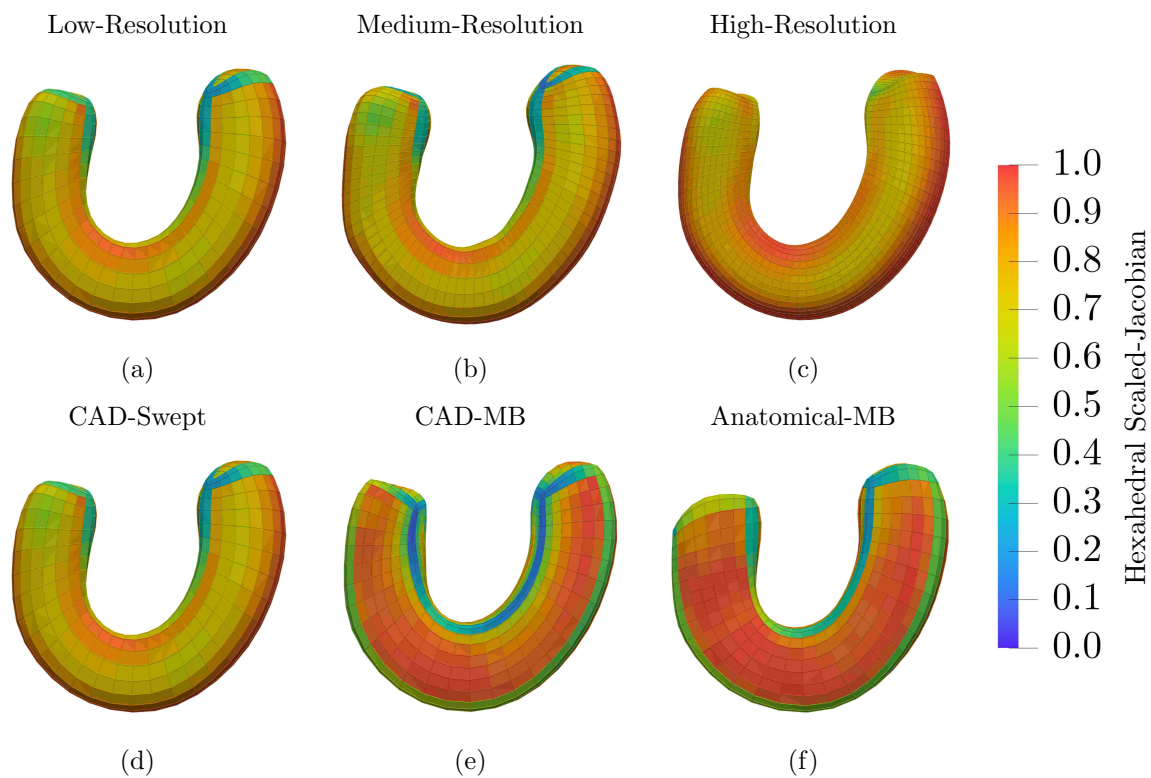 Low-Resolution
Medium-Resolution
High-Resolution
(a)
(b)
(c)
CAD-Swept
CAD-MB
Anatomical-MB
(d)
(e)
(f)
1.0
0.9
0.8
0.7
0.6
0.5
0.4
0.3
0.2
0.1
0.0
Hexahedral Scaled-Jacobian